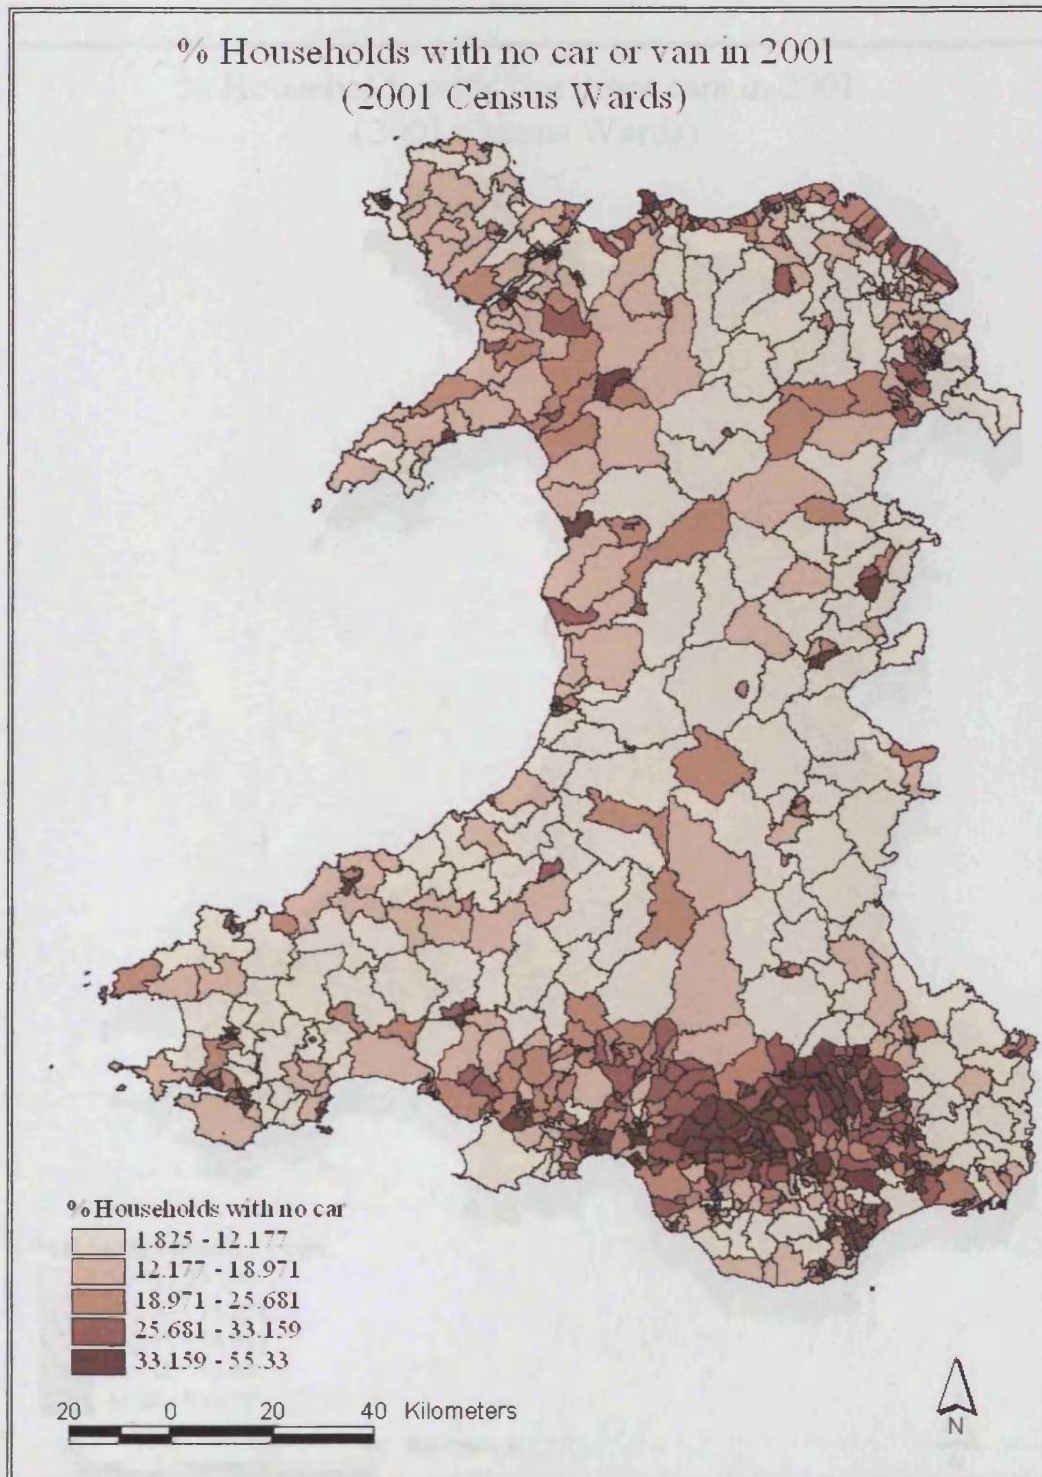 % Households with no car or van in 2001
(2001 Census Wards)
% Households with no car
1.825 - 12.177
12.177 - 18.971
18.971 - 25.681
25.681 - 33.159
33.159 - 55.33
20 0 20 40 Kilometers
N